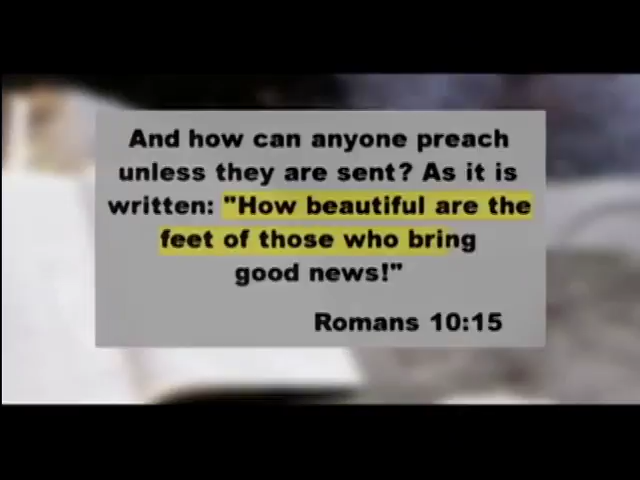 And how can anyone preach
unless they are sent? As it is
written: "How beautiful are the
feet of those who bring
good news!"
Romans 10:15